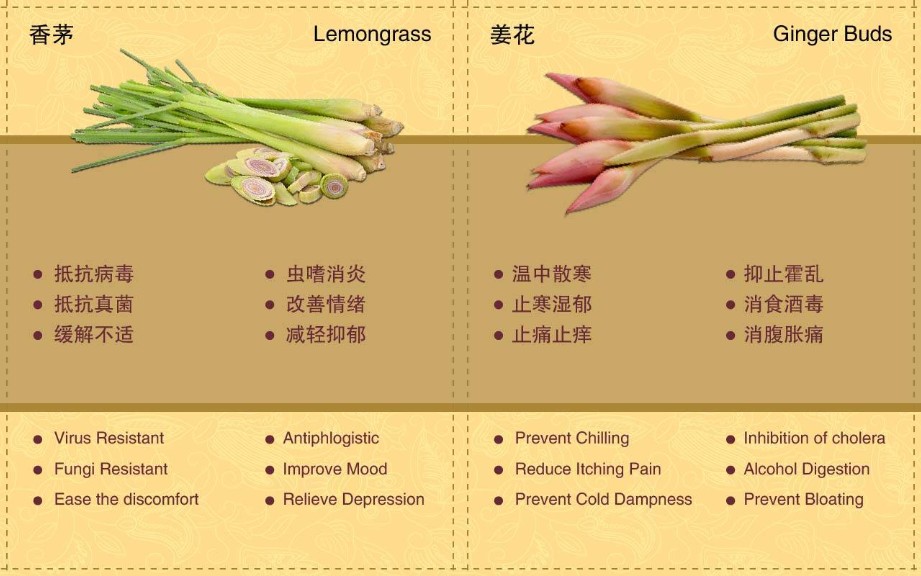 香茅
Lemongrass
抵抗病毒
抵抗真菌
缓解不适
虫嗜消炎
改善情绪
减轻抑郁
Virus Resistant
Fungi Resistant
Ease the discomfort
Antiphlogistic
Improve Mood
Relieve Depression
姜花
Ginger Buds
温中散寒
止寒湿郁
止痛止痒
抑止霍乱
消食酒毒
消腹胀痛
Prevent Chilling
Reduce Itching Pain
Prevent Cold Dampness
Inhibition of cholera
Alcohol Digestion
Prevent Bloating